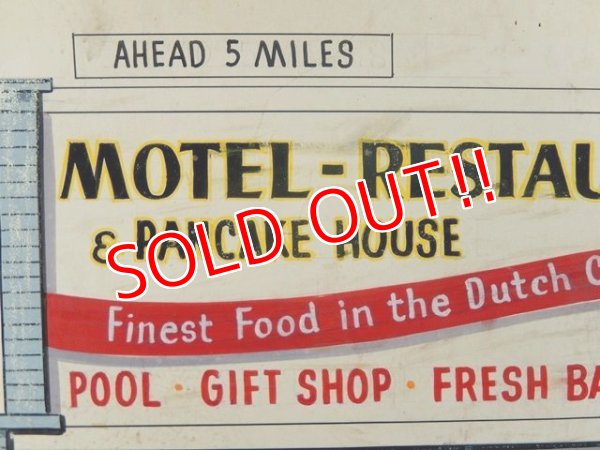 AHEAD 5 MILES
MOTEL - RESTAU
& PANCAKE HOUSE
SOLD OUT!!
Finest Food in the Dutch C
POOL · GIFT SHOP · FRESH BA